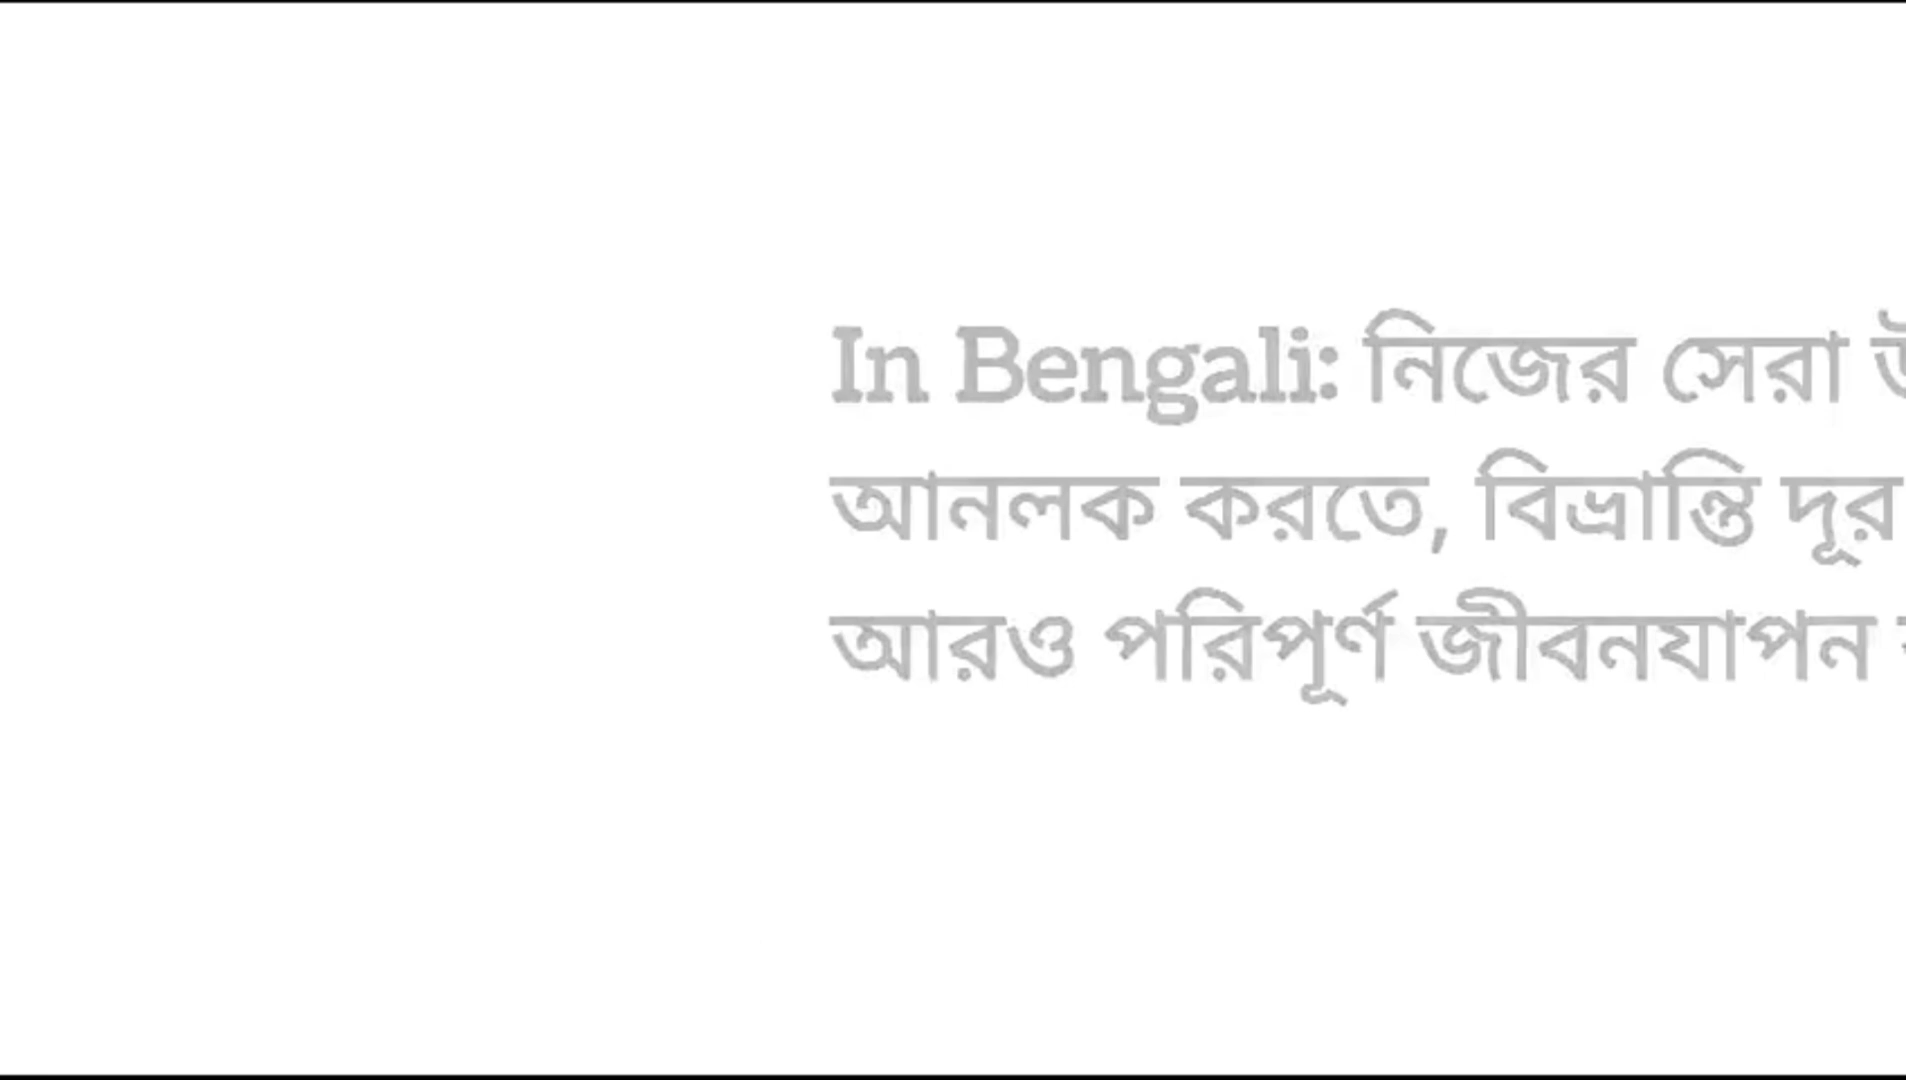 In Bengali: নিজের সেরা
আনলক করতে, বিভ্রান্তি দূর
আরও পরিপূর্ণ জীবনযাপন